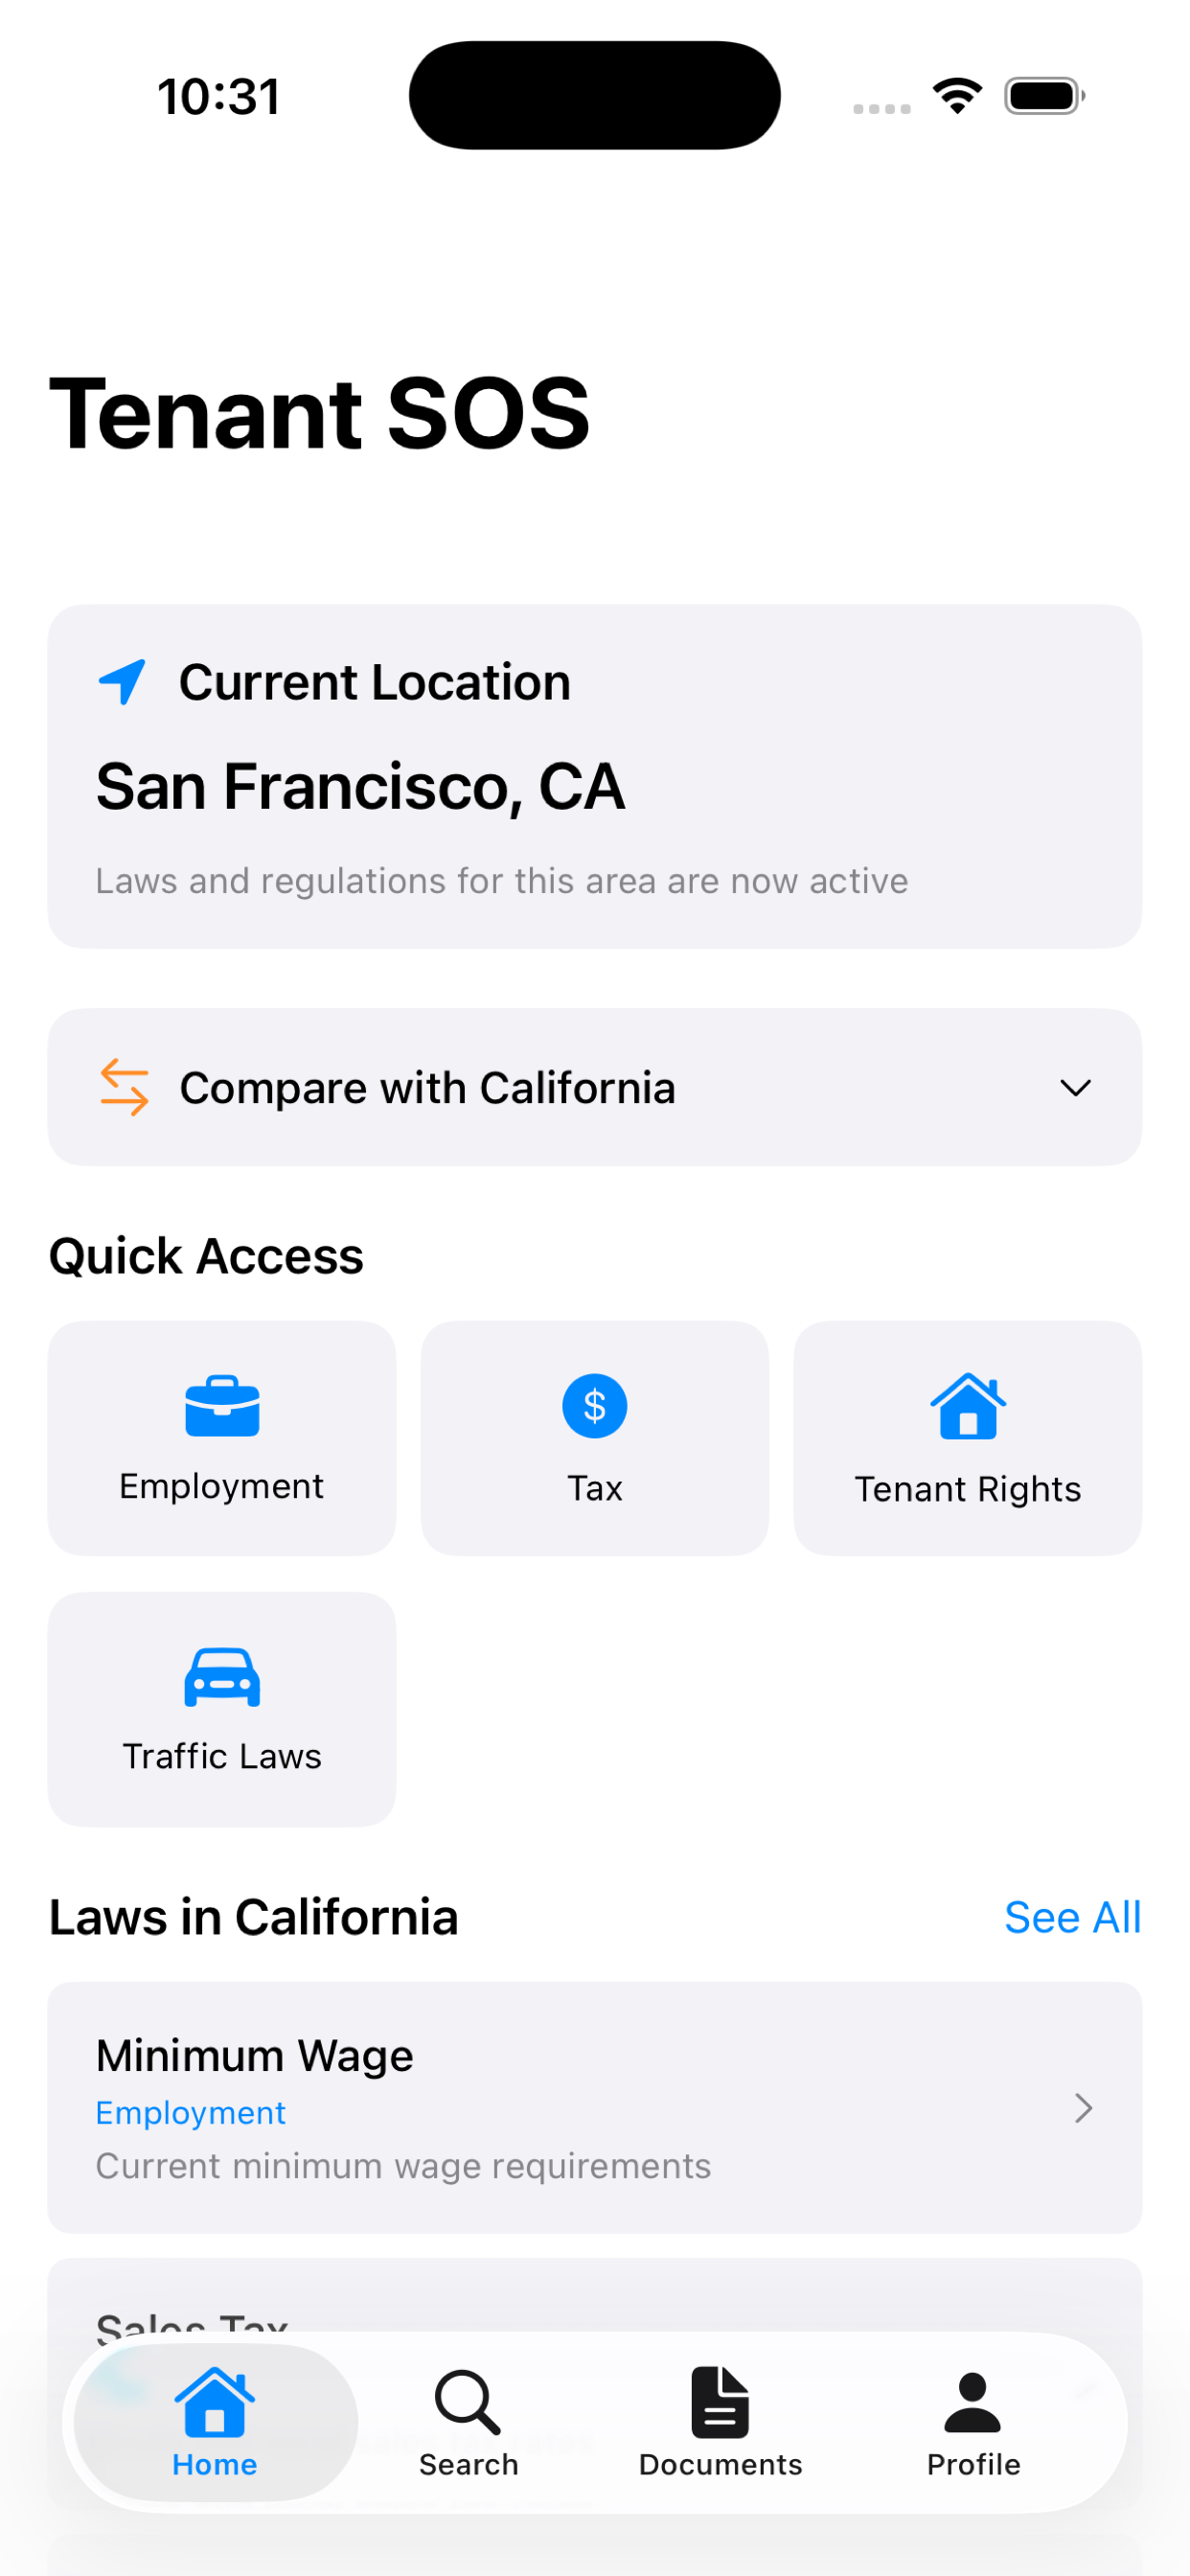 10:31
Tenant SOS
Current Location
San Francisco, CA
Laws and regulations for this area are now active
Compare with California
Quick Access
Employment
$
Tax
Tenant Rights
Traffic Laws
Laws in California
See All
Minimum Wage
Employment
Current minimum wage requirements
Sales Tax
Home
Search
Documents
Profile